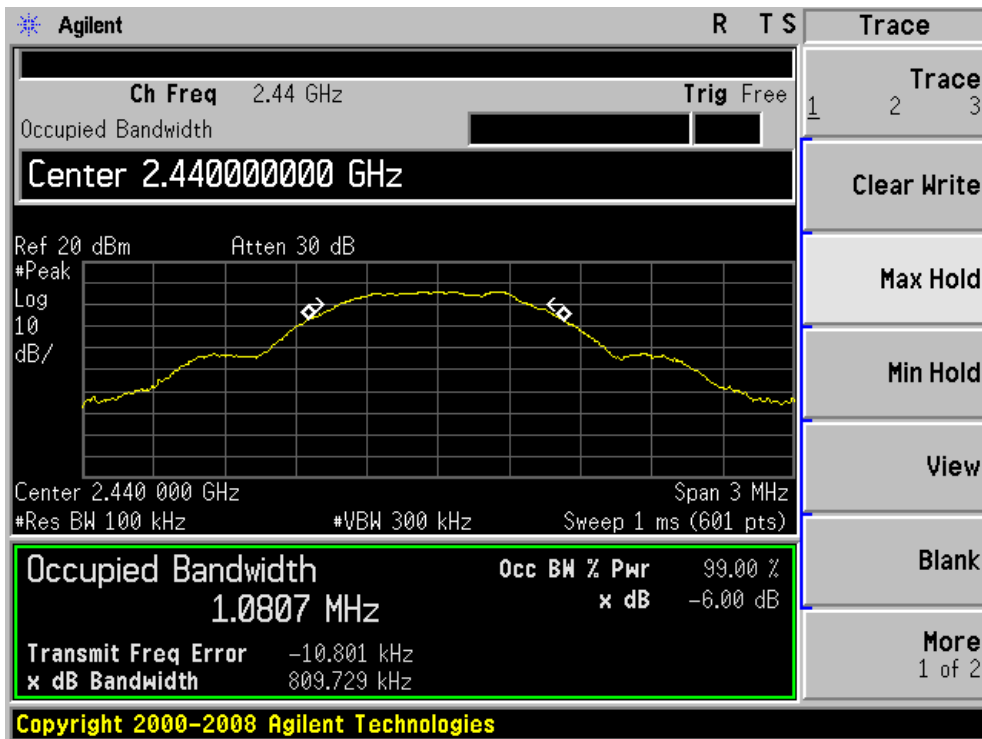 Agilent R T S Trace
Ch Freq 2.44 GHz Trig Free
Occupied Bandwidth
Center 2.440000000 GHz
Ref 20 dBm Atten 30 dB
#Peak
Log
10
dB/
Center 2.440 000 GHz Span 3 MHz
#Res BW 100 kHz #VBW 300 kHz Sweep 1 ms (601 pts)
Occupied Bandwidth Occ BW % Pwr 99.00 %
1.0807 MHz x dB -6.00 dB
Transmit Freq Error -10.801 kHz
x dB Bandwidth 809.729 kHz
Copyright 2000-2008 Agilent Technologies
Trace
1 2 3
Clear Write
Max Hold
Min Hold
View
Blank
More
1 of 2